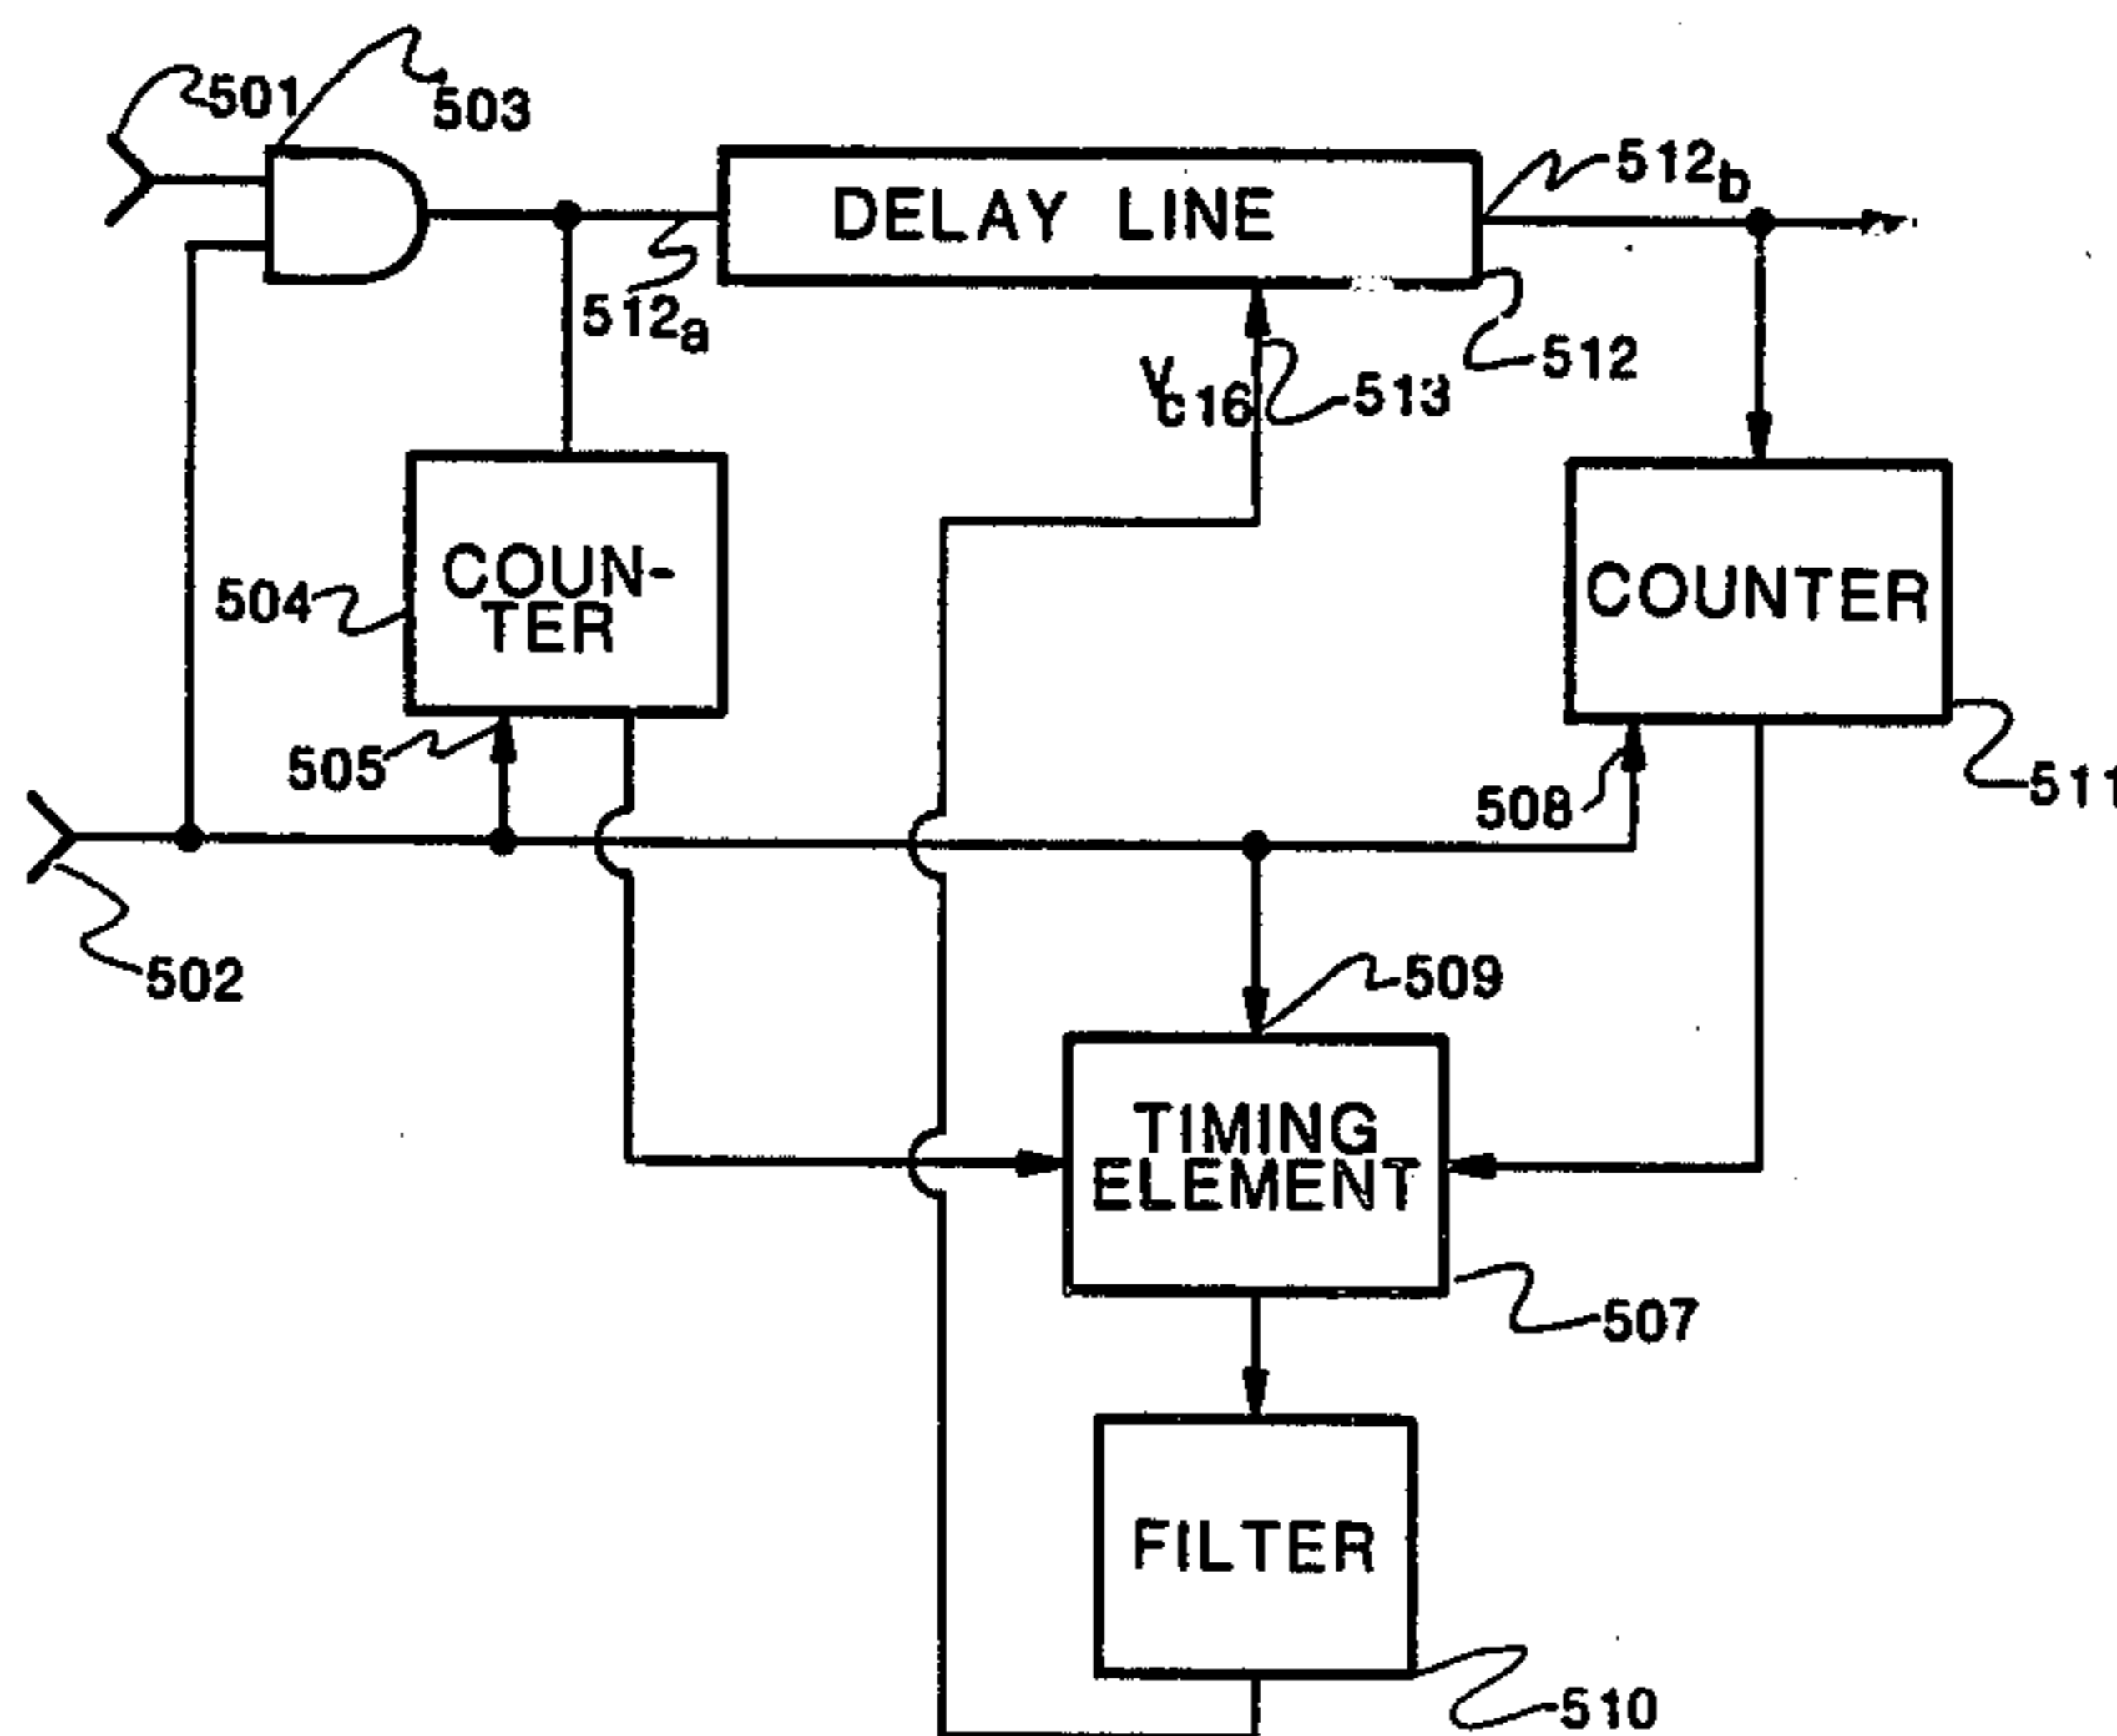 501
503
DELAY LINE
512b
512a
512
Vc16
513
COUN-
TER
504
COUNTER
505
508
511
502
509
TIMING
ELEMENT
507
FILTER
510